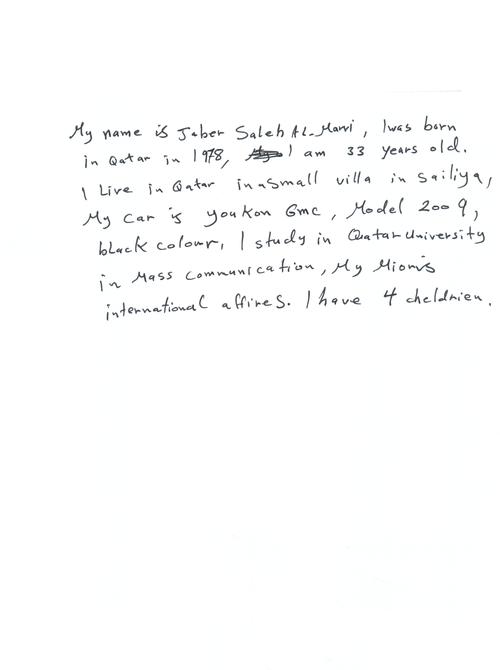 My name is Jaber Saleh AL-Marri, I was born
in Qatar in 1978, I am 33 years old.
I Live in Qatar in a small villa in sailiya,
My car is youkon Gmc, Model 2009,
black colour, I study in Qatar University
in Mass communication, My Mior is
international affires. I have 4 cheldrien.